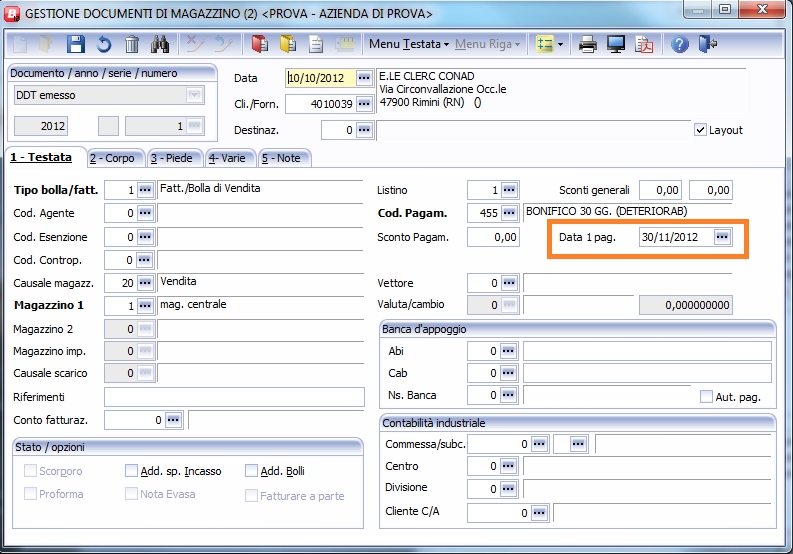 GESTIONE DOCUMENTI DI MAGAZZINO (2) <PROVA - AZIENDA DI PROVA>
Menu Testata Menu Riga
Documento / anno / serie / numero
DDT emesso
2012 1
Data 10/10/2012 E.LE CLERC CONAD
Via Circonvallazione Occ.le
Cli./Forn. 4010039 47900 Rimini (RN) ()
Destinaz. 0 Layout
1 - Testata 2 - Corpo 3 - Piede 4- Varie 5 - Note
Tipo bolla/fatt. 1 Fatt./Bolla di Vendita
Cod. Agente 0
Cod. Esenzione 0
Cod. Controp. 0
Causale magazz. 20 Vendita
Magazzino 1 1 mag. centrale
Magazzino 2 0
Magazzino imp. 0
Causale scarico 0
Riferimenti
Conto fatturaz. 0
Stato / opzioni
Scorporo Add. sp. Incasso Add. Bolli
Proforma Nota Evasa Fatturare a parte
Listino 1 Sconti generali 0,00 0,00
Cod. Pagam. 455 BONIFICO 30 GG. (DETERIORAB)
Sconto Pagam. 0,00 Data 1 pag. 30/11/2012
Vettore 0
Valuta/cambio 0 0,000000000
Banca d'appoggio
Abi 0
Cab 0
Ns. Banca 0 Aut. pag.
Contabilità industriale
Commessa/subc. 0
Centro 0
Divisione 0
Cliente C/A 0